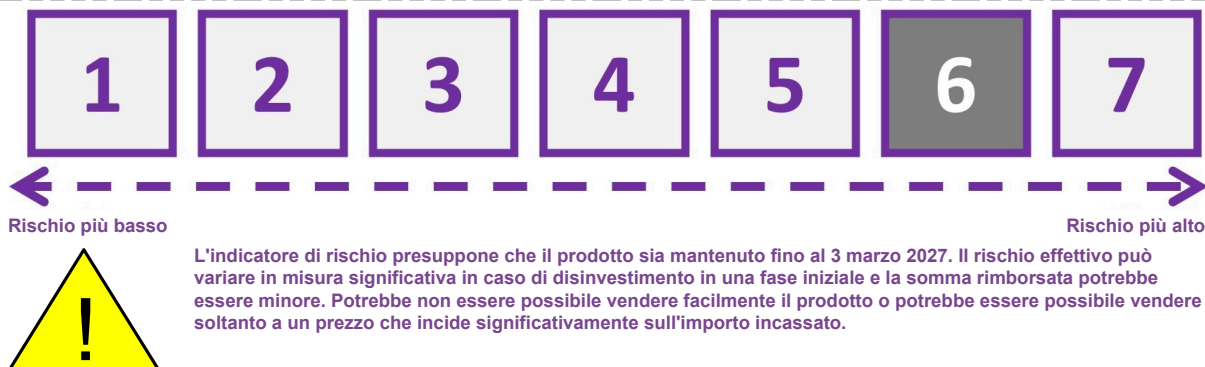 1 2 3 4 5 6 7
Rischio più basso Rischio più alto
!
L'indicatore di rischio presuppone che il prodotto sia mantenuto fino al 3 marzo 2027. Il rischio effettivo può
variare in misura significativa in caso di disinvestimento in una fase iniziale e la somma rimborsata potrebbe
essere minore. Potrebbe non essere possibile vendere facilmente il prodotto o potrebbe essere possibile vendere
soltanto a un prezzo che incide significativamente sull'importo incassato.